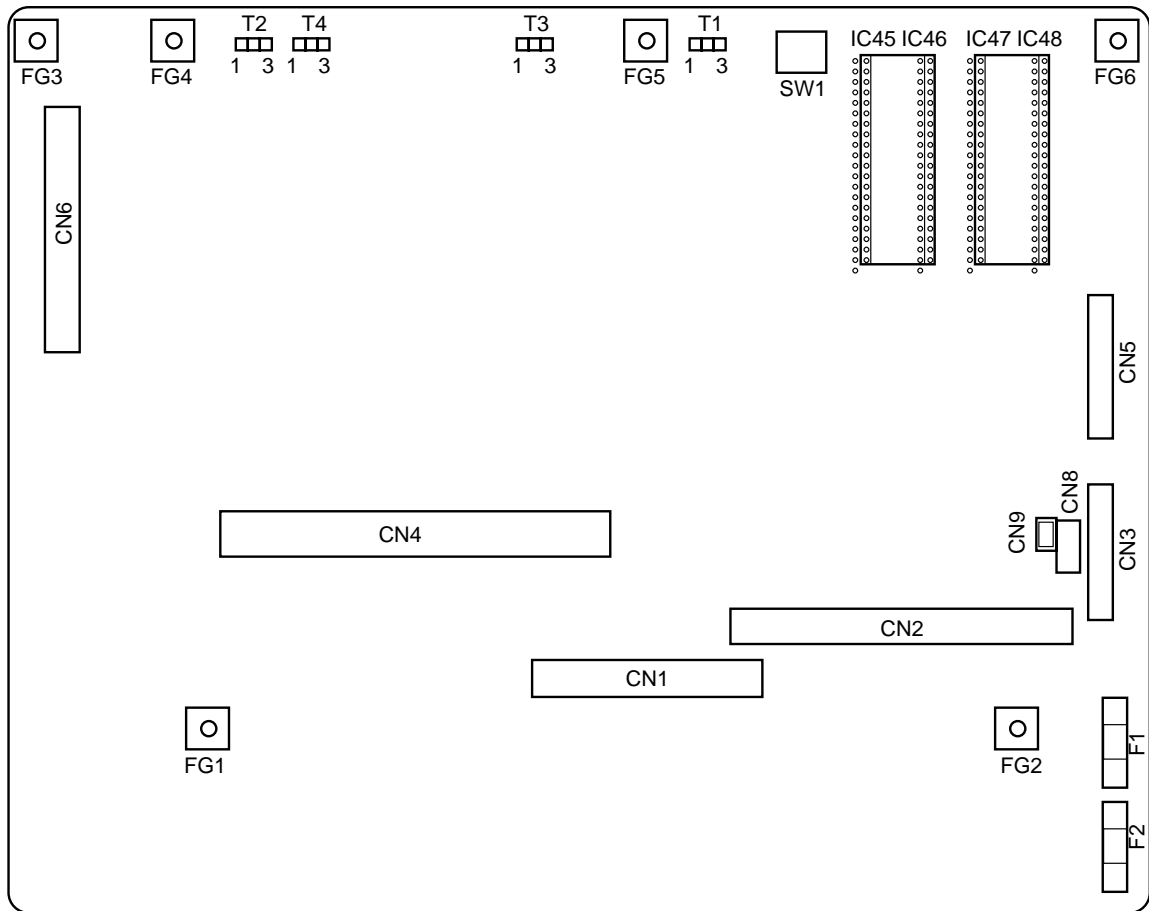 T2 T4 T3 T1
IC45 IC46 IC47 IC48
1 3 1 3 1 3 1 3
FG3 FG4 FG5 SW1 FG6
CN6
CN5
CN8
CN9
CN4
CN3
CN2
CN1
F1
FG1 FG2
F2